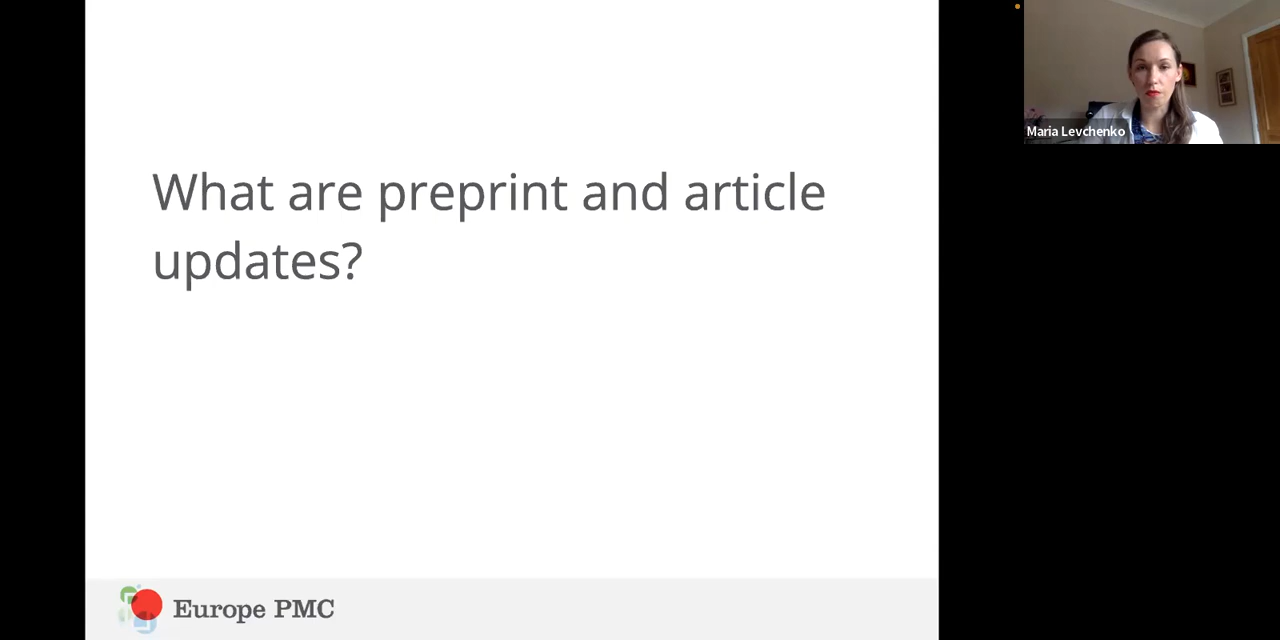 What are preprint and article
updates?
Maria Levchenko
Europe PMC